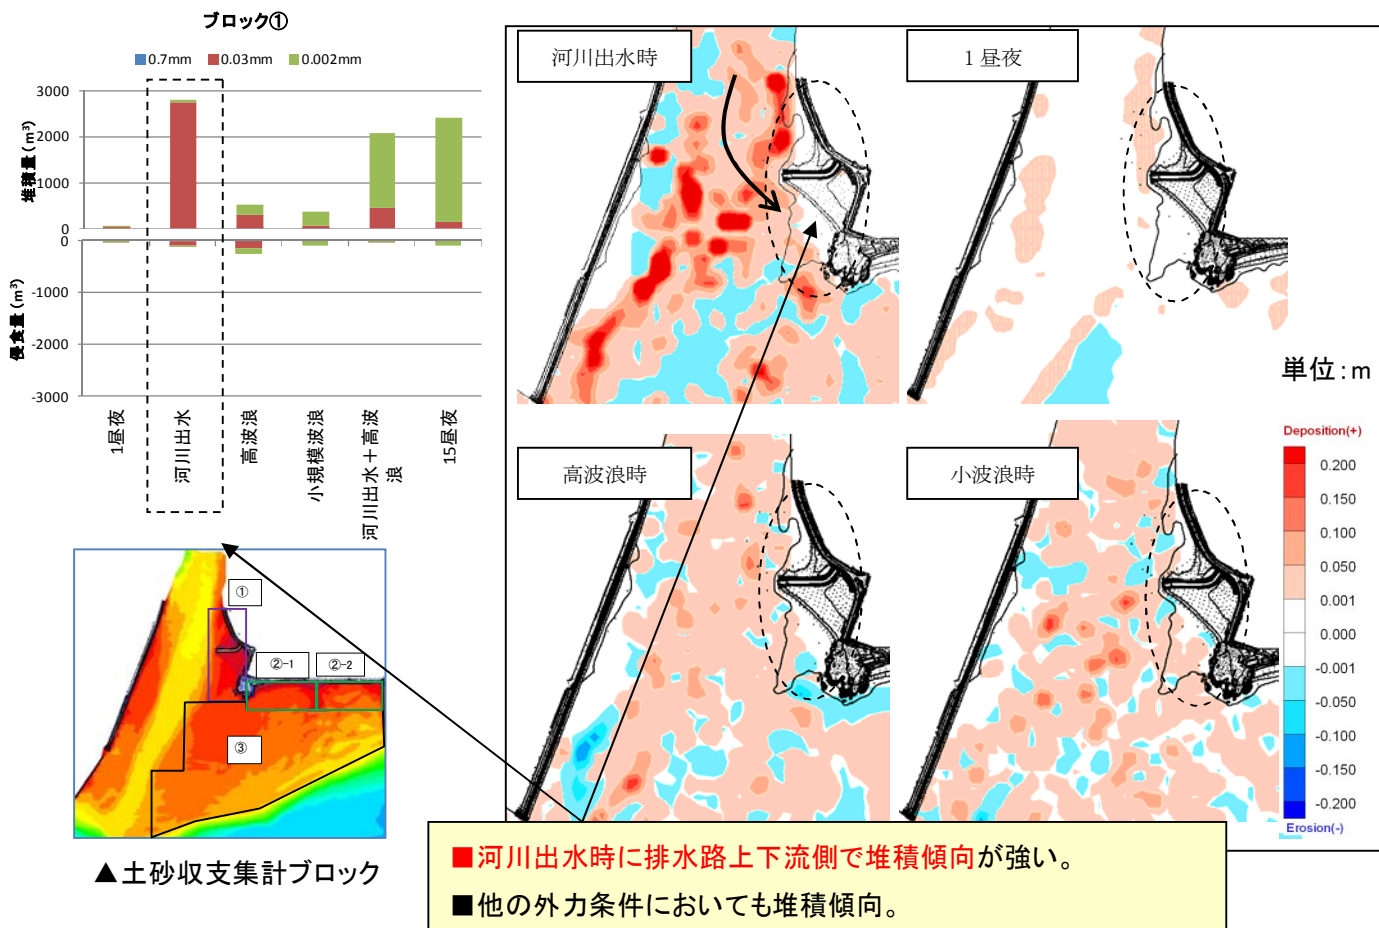 ブロック①
0.7mm 0.03mm 0.002mm
堆積量(m³)
3000
2000
1000
0
侵食量(m³)
0
-1000
-2000
-3000
1昼夜
河川出水
高波浪
小規模波浪
河川出水+高波
浪
15昼夜
①
②-1
②-2
③
▲土砂収支集計ブロック
河川出水時
1昼夜
高波浪時
小波浪時
単位:m
Deposition(+)
0.200
0.150
0.100
0.050
0.001
0.000
-0.001
-0.050
-0.100
-0.150
-0.200
Erosion(-)
■河川出水時に排水路上下流側で堆積傾向が強い。
■他の外力条件においても堆積傾向。